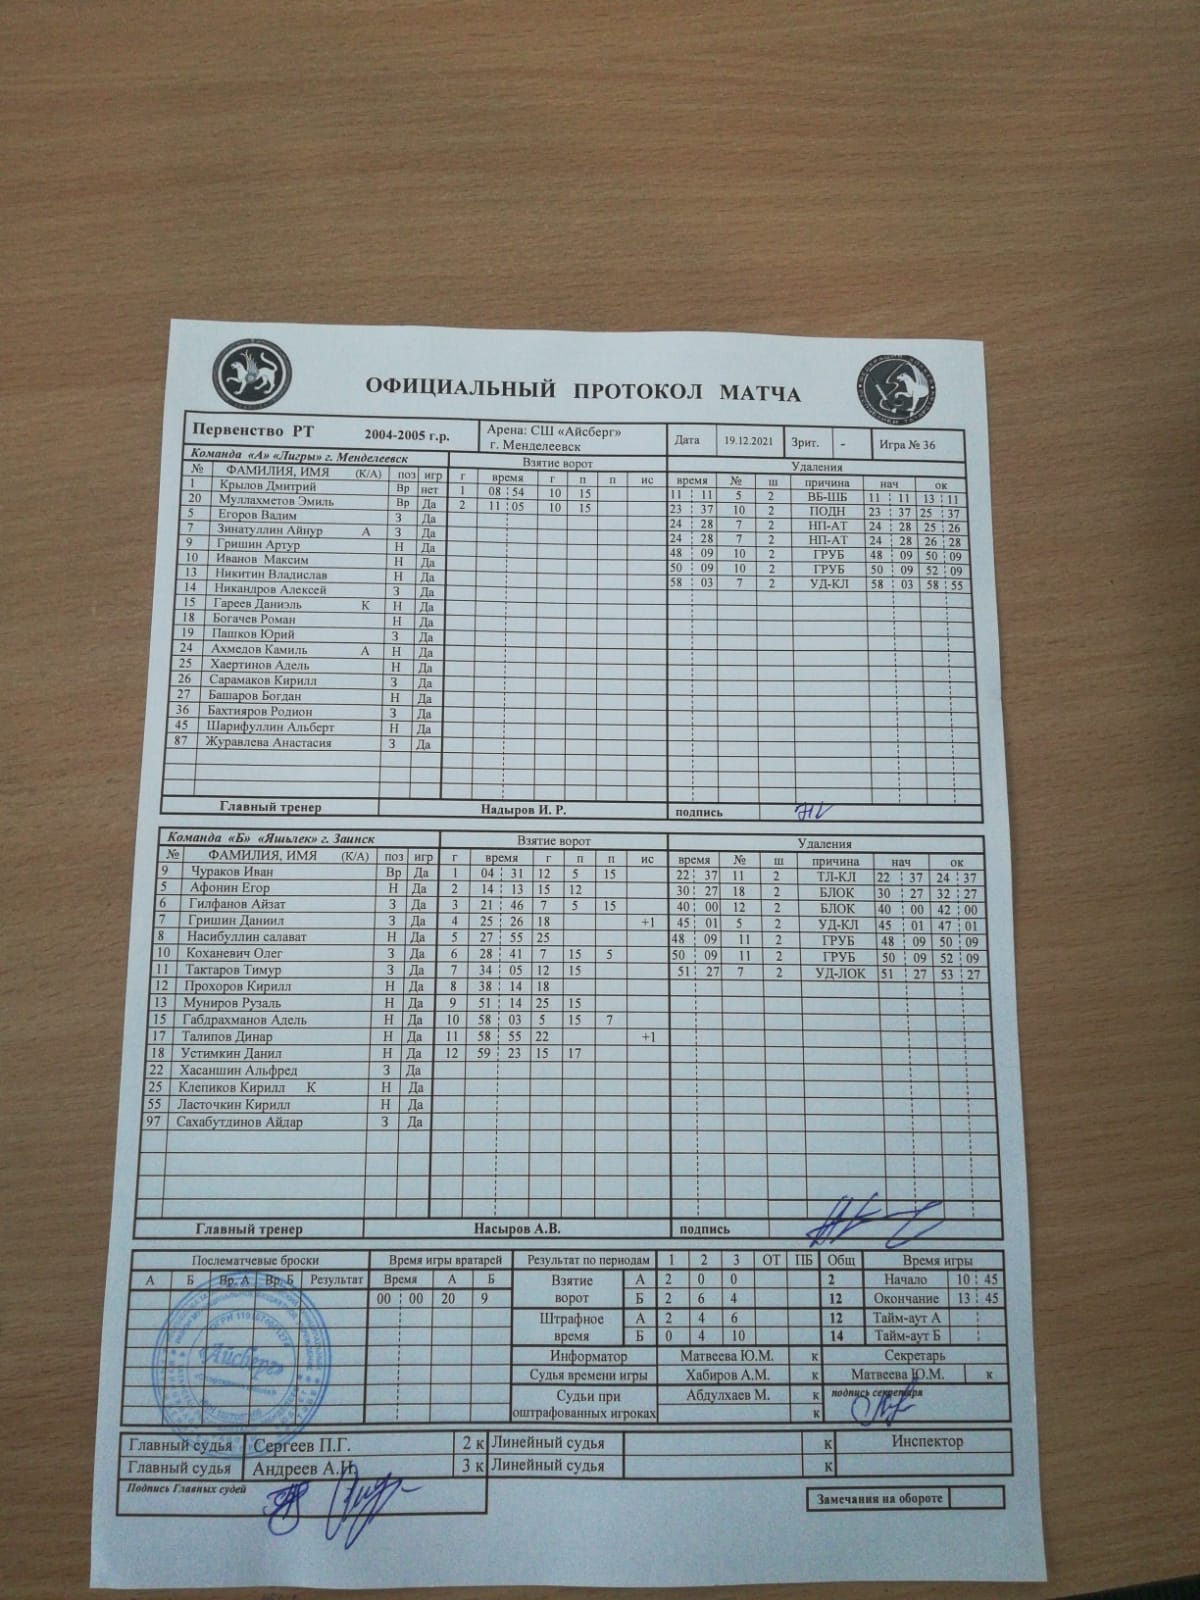 ОФИЦИАЛЬНЫЙ ПРОТОКОЛ МАТЧА
Первенство РТ 2004-2005 г.р. Арена: СШ «Айсберг» г. Менделеевск Дата 19.12.2021 Зрит. - Игра № 36
Команда «А» «Лигры» г. Менделеевск Взятие ворот Удаления
№ ФАМИЛИЯ, ИМЯ (К/А) поз игр г время г п п ис время № ш причина нач ок
1 Крылов Дмитрий Вр нет 1 08 54 10 15 11 11 5 2 ВБ-ШБ 11 11 13 11
20 Муллахметов Эмиль Вр Да 2 11 05 10 15 23 37 10 2 ПОДН 23 37 25 37
5 Егоров Вадим З Да 24 28 7 2 НП-АТ 24 28 25 26
7 Зинатуллин Айнур А З Да 24 28 7 2 НП-АТ 24 28 26 28
9 Гришин Артур Н Да 48 09 10 2 ГРУБ 48 09 50 09
10 Иванов Максим Н Да 50 09 10 2 ГРУБ 50 09 52 09
13 Никитин Владислав Н Да 58 03 7 2 УД-КЛ 58 03 58 55
14 Никандров Алексей З Да
15 Гареев Даниэль К Н Да
18 Богачев Роман Н Да
19 Пашков Юрий З Да
24 Ахмедов Камиль А Н Да
25 Хаертинов Адель Н Да
26 Сарамаков Кирилл З Да
27 Башаров Богдан Н Да
36 Бахтияров Родион З Да
45 Шарифуллин Альберт Н Да
87 Журавлева Анастасия З Да
Главный тренер Надыров И. Р. подпись
Команда «Б» «Яшьлек» г. Заинск Взятие ворот Удаления
№ ФАМИЛИЯ, ИМЯ (К/А) поз игр г время г п п ис время № ш причина нач ок
9 Чураков Иван Вр Да 1 04 31 12 5 15 22 37 11 2 ТЛ-КЛ 22 37 24 37
5 Афонин Егор Н Да 2 14 13 15 12 30 27 18 2 БЛОК 30 27 32 27
6 Гилфанов Айзат З Да 3 21 46 7 5 15 40 00 12 2 БЛОК 40 00 42 00
7 Гришин Даниил З Да 4 25 26 18 +1 45 01 5 2 УД-КЛ 45 01 47 01
8 Насибуллин салават Н Да 5 27 55 25 48 09 11 2 ГРУБ 48 09 50 09
10 Коханевич Олег З Да 6 28 41 7 15 5 50 09 11 2 ГРУБ 50 09 52 09
11 Тактаров Тимур З Да 7 34 05 12 15 51 27 7 2 УД-ЛОК 51 27 53 27
12 Прохоров Кирилл Н Да 8 38 14 18
13 Муниров Рузаль Н Да 9 51 14 25 15
15 Габдрахманов Адель Н Да 10 58 03 5 15 7
17 Талипов Динар Н Да 11 58 55 22 +1
18 Устимкин Данил Н Да 12 59 23 15 17
22 Хасаншин Альфред З Да
25 Клепиков Кирилл К Н Да
55 Ласточкин Кирилл Н Да
97 Сахабутдинов Айдар З Да
Главный тренер Насыров А.В. подпись
Послематчевые броски Время игры вратарей Результат по периодам 1 2 3 ОТ ПБ Общ Время игры
А Б Вр. А Вр. Б Результат Время А Б Взятие ворот А 2 0 0 2 Начало 10 45
00 00 20 9 Б 2 6 4 12 Окончание 13 45
Штрафное время А 2 4 6 12 Тайм-аут А
Б 0 4 10 14 Тайм-аут Б
Информатор Матвеева Ю.М. к Секретарь
Судья времени игры Хабиров А.М. к Матвеева Ю.М. к
Судьи при оштрафованных игроках Абдулхаев М. к подпись секретаря
к
«Айсберг»
Главный судья Сергеев П.Г. 2 к Линейный судья к Инспектор
Главный судья Андреев А.Н. 3 к Линейный судья к
Подпись Главных судей
Замечания на обороте